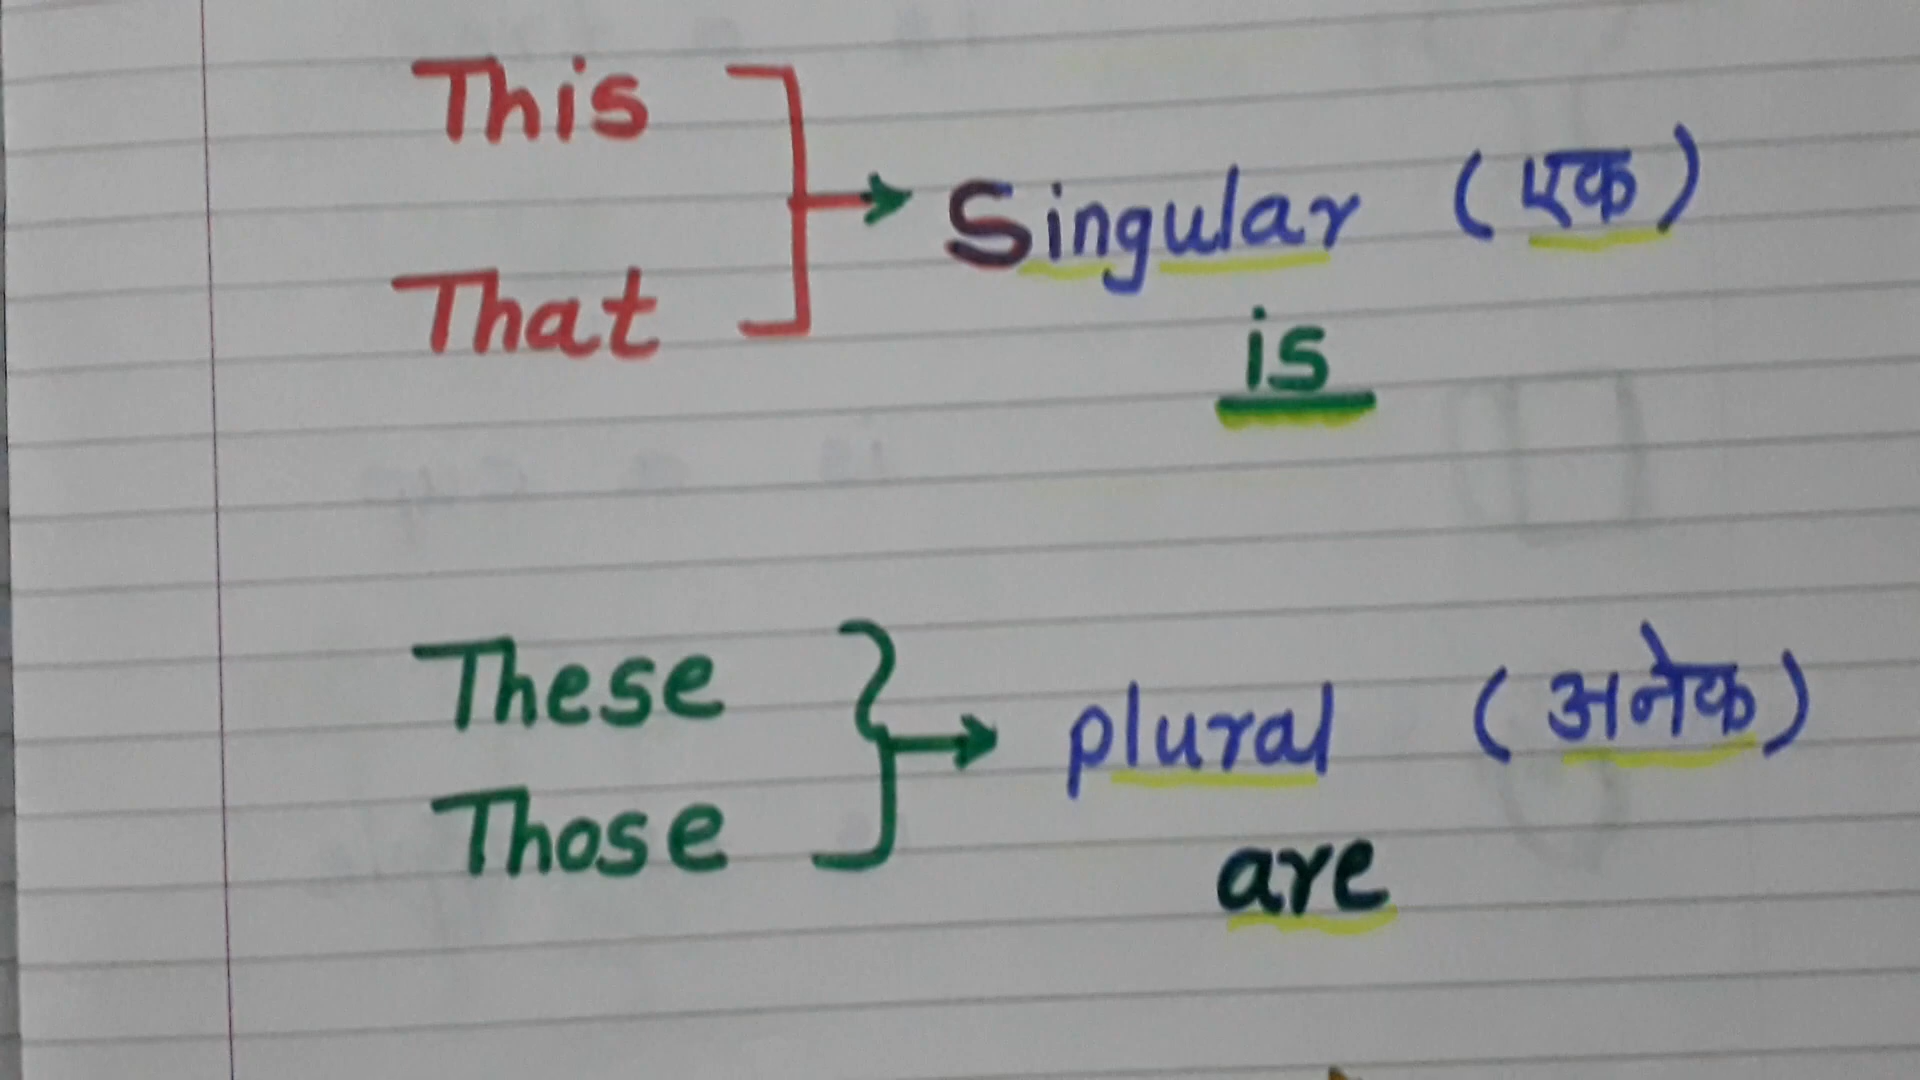 This
Singular (एक)
That
is
These
plural (अनेक)
Those
are